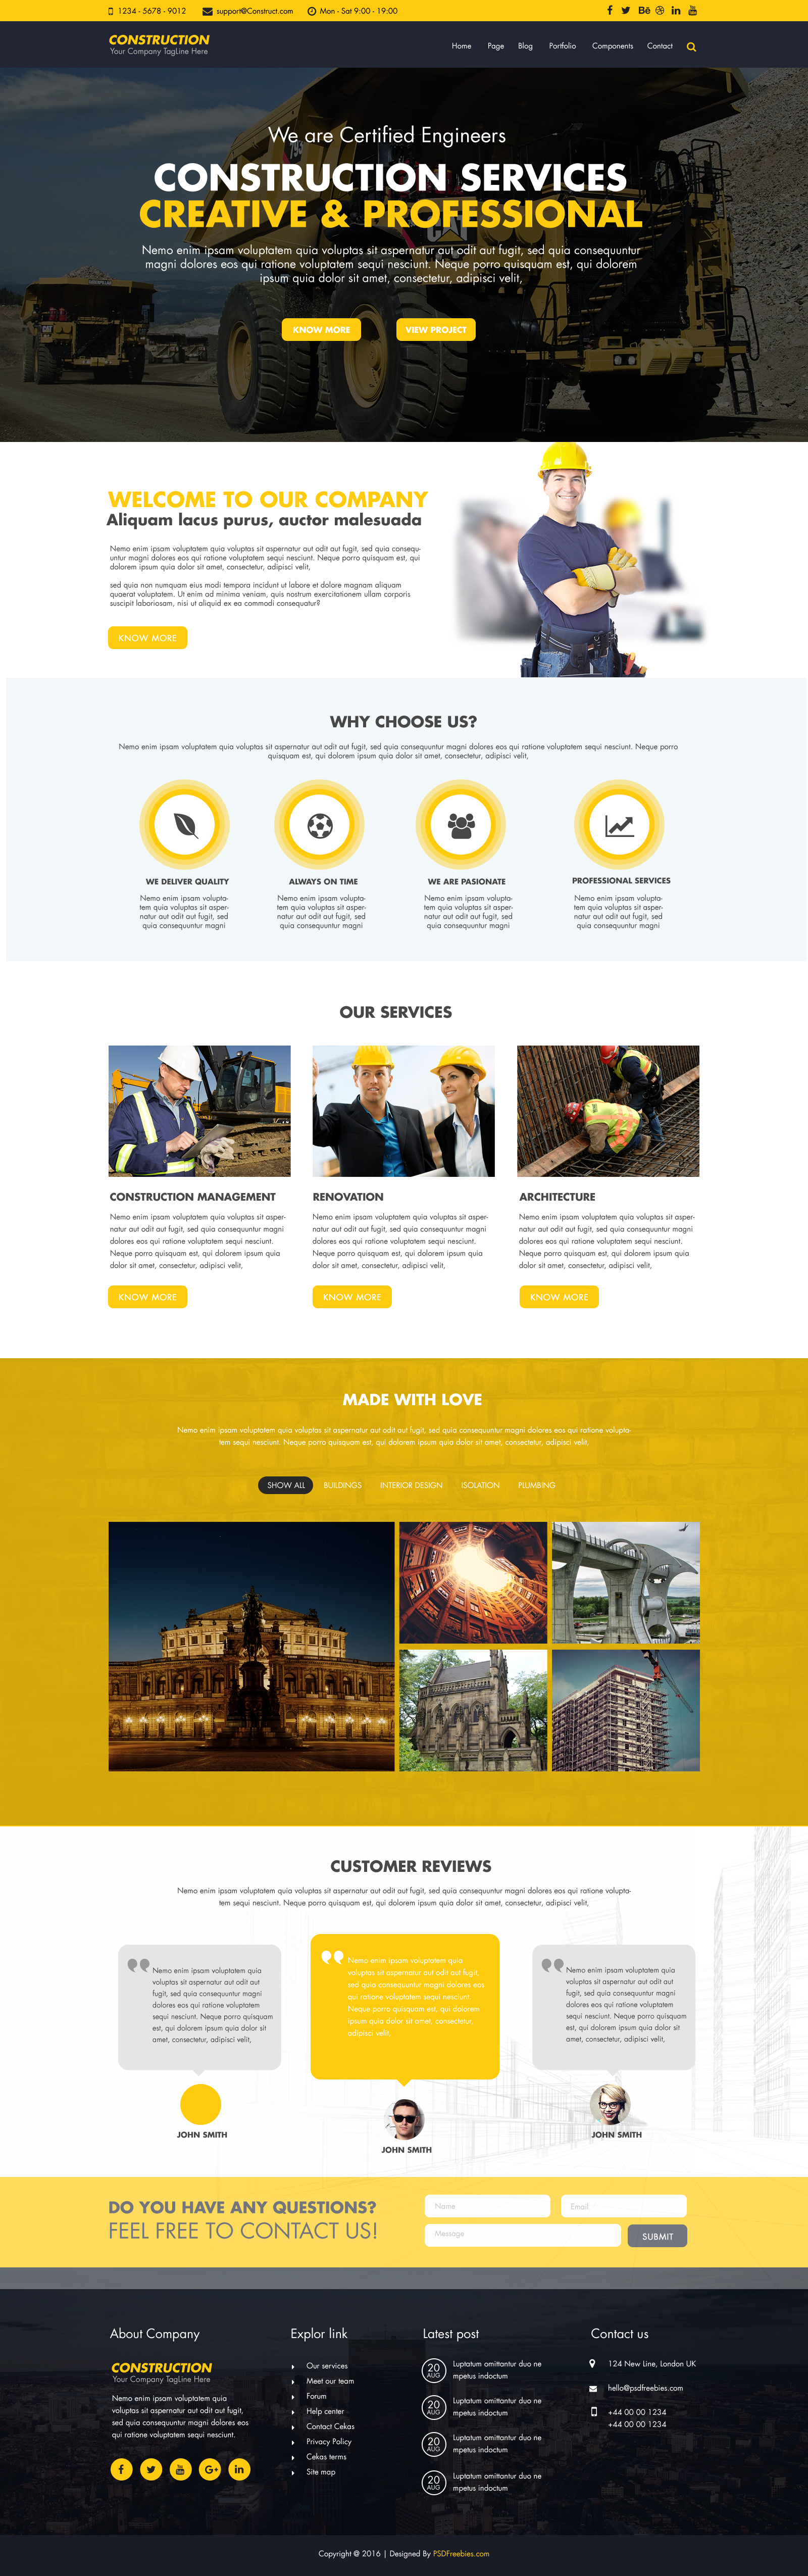 1234 - 5678 - 9012
support@Construct.com
Mon - Sat 9:00 - 19:00
CONSTRUCTION
Your Company TagLine Here
Home Page Blog Portfolio Components Contact
We are Certified Engineers
CONSTRUCTION SERVICES
CREATIVE & PROFESSIONAL
Nemo enim ipsam voluptatem quia voluptas sit aspernatur aut odit aut fugit, sed quia consequuntur
magni dolores eos qui ratione voluptatem sequi nesciunt. Neque porro quisquam est, qui dolorem
ipsum quia dolor sit amet, consectetur, adipisci velit,
KNOW MORE
VIEW PROJECT
WELCOME TO OUR COMPANY
Aliquam lacus purus, auctor malesuada
Nemo enim ipsam voluptatem quia voluptas sit aspernatur aut odit aut fugit, sed quia consequ-
untur magni dolores eos qui ratione voluptatem sequi nesciunt. Neque porro quisquam est, qui
dolorem ipsum quia dolor sit amet, consectetur, adipisci velit,
sed quia non numquam eius modi tempora incidunt ut labore et dolore magnam aliquam
quaerat voluptatem. Ut enim ad minima veniam, quis nostrum exercitationem ullam corporis
suscipit laboriosam, nisi ut aliquid ex ea commodi consequatur?
KNOW MORE
WHY CHOOSE US?
Nemo enim ipsam voluptatem quia voluptas sit aspernatur aut odit aut fugit, sed quia consequuntur magni dolores eos qui ratione voluptatem sequi nesciunt. Neque porro
quisquam est, qui dolorem ipsum quia dolor sit amet, consectetur, adipisci velit,
WE DELIVER QUALITY
Nemo enim ipsam volupta-
tem quia voluptas sit asper-
natur aut odit aut fugit, sed
quia consequuntur magni
ALWAYS ON TIME
Nemo enim ipsam volupta-
tem quia voluptas sit asper-
natur aut odit aut fugit, sed
quia consequuntur magni
WE ARE PASIONATE
Nemo enim ipsam volupta-
tem quia voluptas sit asper-
natur aut odit aut fugit, sed
quia consequuntur magni
PROFESSIONAL SERVICES
Nemo enim ipsam volupta-
tem quia voluptas sit asper-
natur aut odit aut fugit, sed
quia consequuntur magni
OUR SERVICES
CONSTRUCTION MANAGEMENT
Nemo enim ipsam voluptatem quia voluptas sit asper-
natur aut odit aut fugit, sed quia consequuntur magni
dolores eos qui ratione voluptatem sequi nesciunt.
Neque porro quisquam est, qui dolorem ipsum quia
dolor sit amet, consectetur, adipisci velit,
KNOW MORE
RENOVATION
Nemo enim ipsam voluptatem quia voluptas sit asper-
natur aut odit aut fugit, sed quia consequuntur magni
dolores eos qui ratione voluptatem sequi nesciunt.
Neque porro quisquam est, qui dolorem ipsum quia
dolor sit amet, consectetur, adipisci velit,
KNOW MORE
ARCHITECTURE
Nemo enim ipsam voluptatem quia voluptas sit asper-
natur aut odit aut fugit, sed quia consequuntur magni
dolores eos qui ratione voluptatem sequi nesciunt.
Neque porro quisquam est, qui dolorem ipsum quia
dolor sit amet, consectetur, adipisci velit,
KNOW MORE
MADE WITH LOVE
Nemo enim ipsam voluptatem quia voluptas sit aspernatur aut odit aut fugit, sed quia consequuntur magni dolores eos qui ratione volupta-
tem sequi nesciunt. Neque porro quisquam est, qui dolorem ipsum quia dolor sit amet, consectetur, adipisci velit,
SHOW ALL BUILDINGS INTERIOR DESIGN ISOLATION PLUMBING
CUSTOMER REVIEWS
Nemo enim ipsam voluptatem quia voluptas sit aspernatur aut odit aut fugit, sed quia consequuntur magni dolores eos qui ratione volupta-
tem sequi nesciunt. Neque porro quisquam est, qui dolorem ipsum quia dolor sit amet, consectetur, adipisci velit,
Nemo enim ipsam voluptatem quia
voluptas sit aspernatur aut odit aut
fugit, sed quia consequuntur magni
dolores eos qui ratione voluptatem
sequi nesciunt. Neque porro quisquam
est, qui dolorem ipsum quia dolor sit
amet, consectetur, adipisci velit,
JOHN SMITH
Nemo enim ipsam voluptatem quia
voluptas sit aspernatur aut odit aut fugit,
sed quia consequuntur magni dolores eos
qui ratione voluptatem sequi nesciunt.
Neque porro quisquam est, qui dolorem
ipsum quia dolor sit amet, consectetur,
adipisci velit,
JOHN SMITH
Nemo enim ipsam voluptatem quia
voluptas sit aspernatur aut odit aut
fugit, sed quia consequuntur magni
dolores eos qui ratione voluptatem
sequi nesciunt. Neque porro quisquam
est, qui dolorem ipsum quia dolor sit
amet, consectetur, adipisci velit,
JOHN SMITH
DO YOU HAVE ANY QUESTIONS?
FEEL FREE TO CONTACT US!
Name
Email
Message
SUBMIT
About Company
CONSTRUCTION
Your Company TagLine Here
Nemo enim ipsam voluptatem quia
voluptas sit aspernatur aut odit aut fugit,
sed quia consequuntur magni dolores eos
qui ratione voluptatem sequi nesciunt.
Explor link
Our services
Meet our team
Forum
Help center
Contact Cekas
Privacy Policy
Cekas terms
Site map
Latest post
20
AUG
Luptatum omittantur duo ne
mpetus indoctum
20
AUG
Luptatum omittantur duo ne
mpetus indoctum
20
AUG
Luptatum omittantur duo ne
mpetus indoctum
20
AUG
Luptatum omittantur duo ne
mpetus indoctum
Contact us
124 New Line, London UK
hello@psdfreebies.com
+44 00 00 1234
+44 00 00 1234
Copyright @ 2016 | Designed By PSDFreebies.com